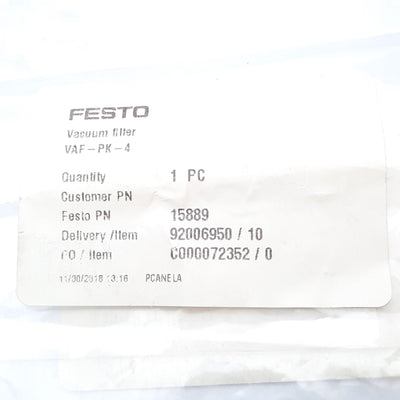 FESTO
Vacuum filter
VAF-PK-4
Quantity 1 PC
Customer PN
Festo PN 15889
Delivery /Item 92006950 / 10
CO / Item C000072352 / 0
11/30/2018 13:16 PCANELA